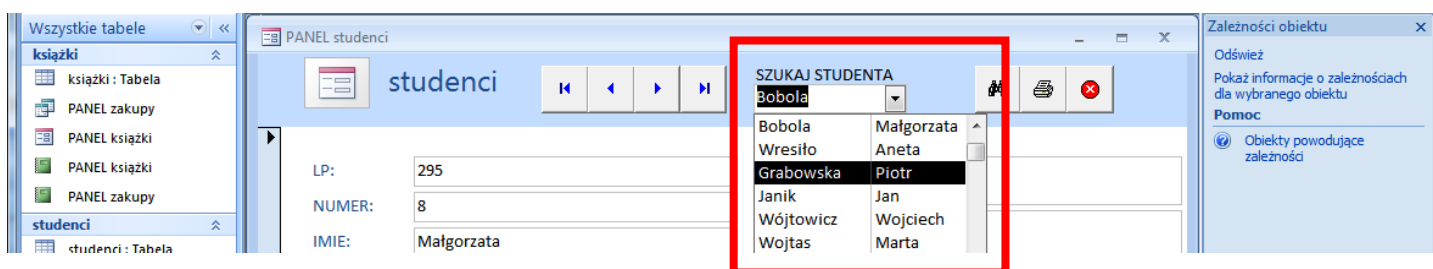 Wszystkie tabele
książki
książki : Tabela
PANEL zakupy
PANEL książki
PANEL książki
PANEL zakupy
studenci
studenci : Tabela
PANEL studenci
studenci
SZUKAJ STUDENTA
Bobola
Bobola Małgorzata
Wresiło Aneta
Grabowska Piotr
Janik Jan
Wójtowicz Wojciech
Wojtas Marta
LP: 295
NUMER: 8
IMIE: Małgorzata
Zależności obiektu
Odśwież
Pokaż informacje o zależnościach
dla wybranego obiektu
Pomoc
Obiekty powodujące
zależności